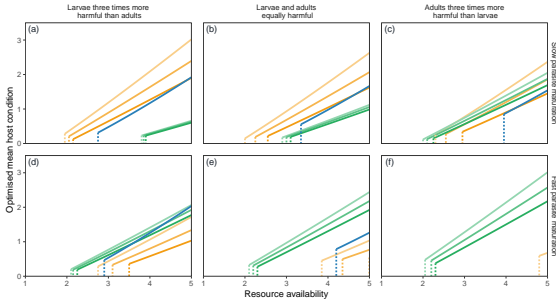 Larvae three times more
harmful than adults
Larvae and adults
equally harmful
Adults three times more
harmful than larvae
(a)
(b)
(c)
3
2
1
0
Slow parasite maturation
Optimised mean host condition
(d)
(e)
(f)
3
2
1
0
Fast parasite maturation
1 2 3 4 5
1 2 3 4 5
1 2 3 4 5
Resource availability